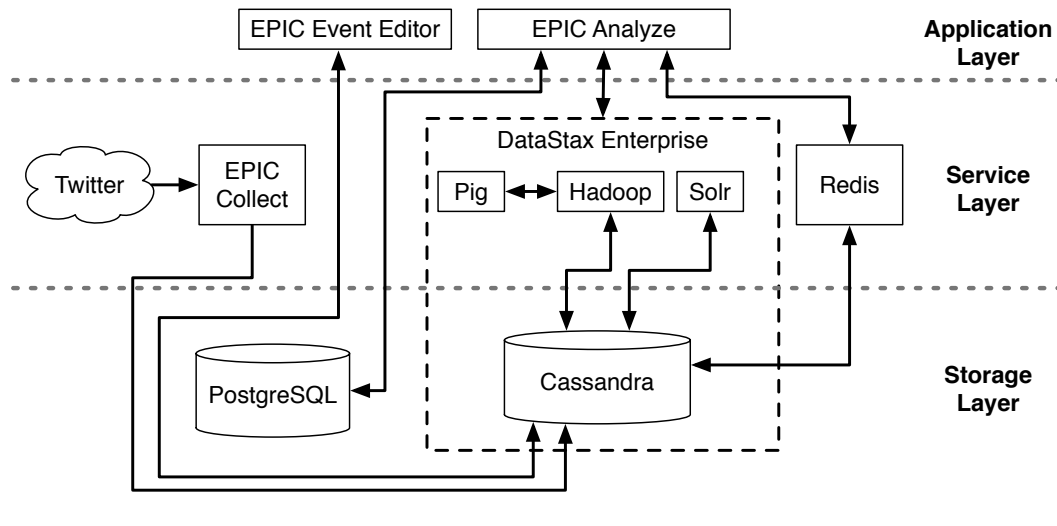 EPIC Event Editor
EPIC Analyze
Application
Layer
DataStax Enterprise
Twitter
EPIC
Collect
Pig
Hadoop
Solr
Redis
Service
Layer
PostgreSQL
Cassandra
Storage
Layer